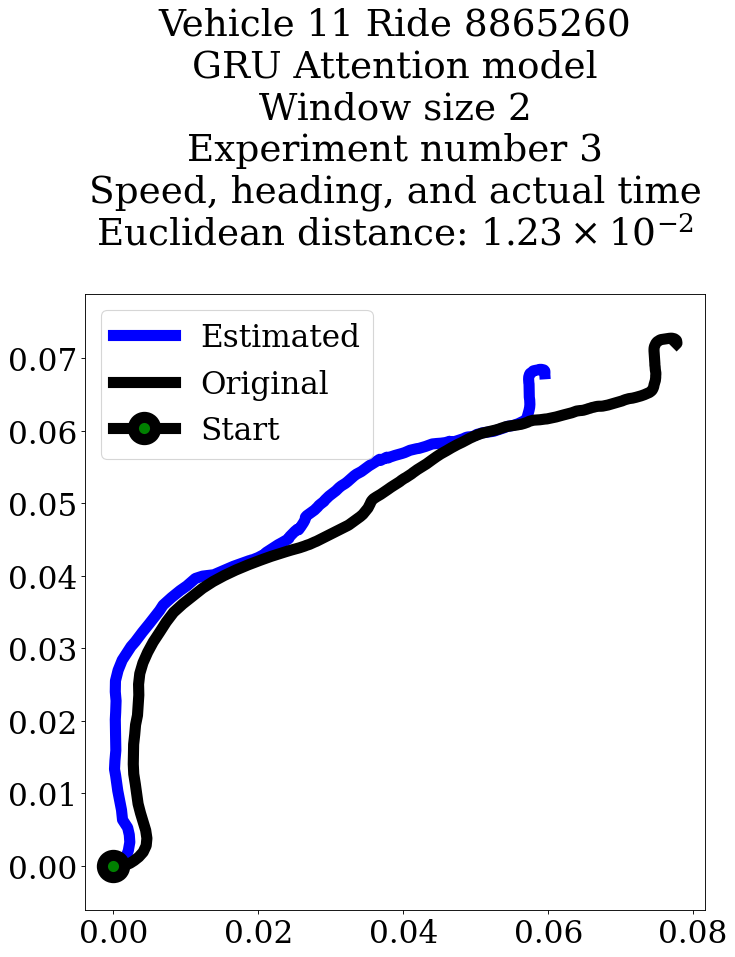 Vehicle 11 Ride 8865260
GRU Attention model
Window size 2
Experiment number 3
Speed, heading, and actual time
Euclidean distance: 1.23 × 10⁻²
Estimated
Original
Start
0.07
0.06
0.05
0.04
0.03
0.02
0.01
0.00
0.00 0.02 0.04 0.06 0.08